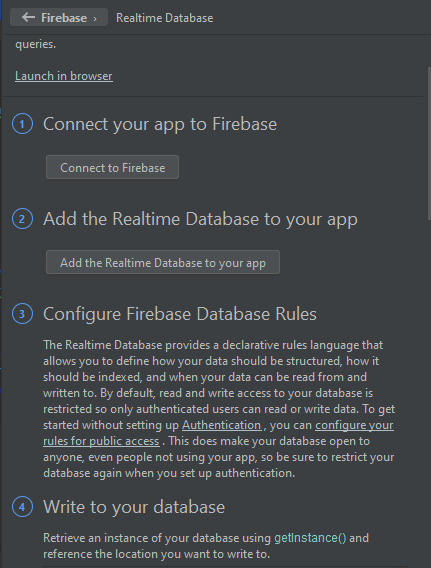 ← Firebase › Realtime Database
queries.
Launch in browser
1 Connect your app to Firebase
Connect to Firebase
2 Add the Realtime Database to your app
Add the Realtime Database to your app
3 Configure Firebase Database Rules
The Realtime Database provides a declarative rules language that
allows you to define how your data should be structured, how it
should be indexed, and when your data can be read from and
written to. By default, read and write access to your database is
restricted so only authenticated users can read or write data. To get
started without setting up Authentication , you can configure your
rules for public access . This does make your database open to
anyone, even people not using your app, so be sure to restrict your
database again when you set up authentication.
4 Write to your database
Retrieve an instance of your database using getInstance() and
reference the location you want to write to.